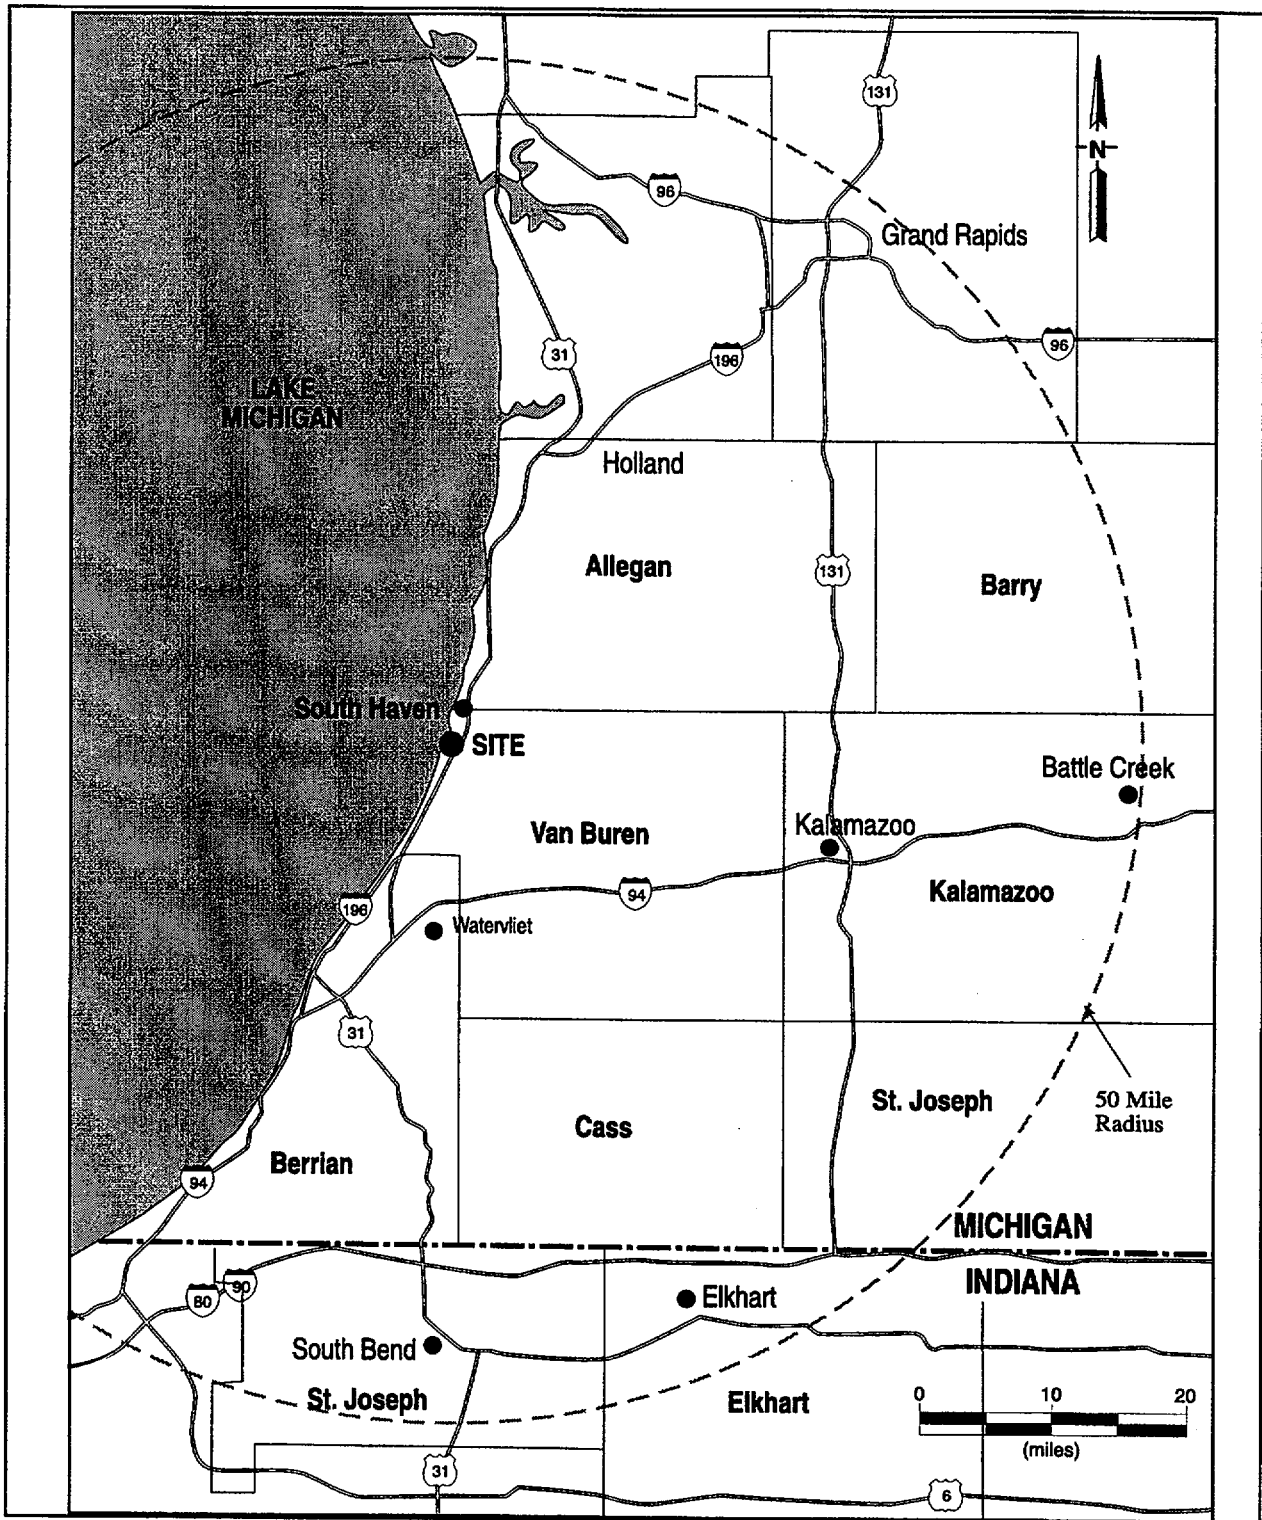 131
N
96
Grand Rapids
31
196
96
LAKE
MICHIGAN
Holland
Allegan
131
Barry
South Haven
SITE
Battle Creek
Van Buren
Kalamazoo
94
Kalamazoo
196
Watervliet
31
St. Joseph
50 Mile
Radius
Cass
Berrian
94
MICHIGAN
INDIANA
90
80
Elkhart
South Bend
St. Joseph
Elkhart
0 10 20
(miles)
31
6